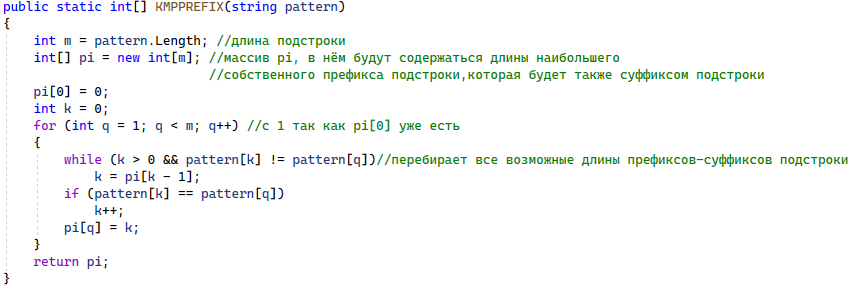 public static int[] KMPPREFIX(string pattern)
{
    int m = pattern.Length; //длина подстроки
    int[] pi = new int[m]; //массив pi, в нём будут содержаться длины наибольшего
                           //собственного префикса подстроки,которая будет также суффиксом подстроки
    pi[0] = 0;
    int k = 0;
    for (int q = 1; q < m; q++) //с 1 так как pi[0] уже есть
    {
        while (k > 0 && pattern[k] != pattern[q])//перебирает все возможные длины префиксов-суффиксов подстроки
            k = pi[k - 1];
        if (pattern[k] == pattern[q])
            k++;
        pi[q] = k;
    }
    return pi;
}